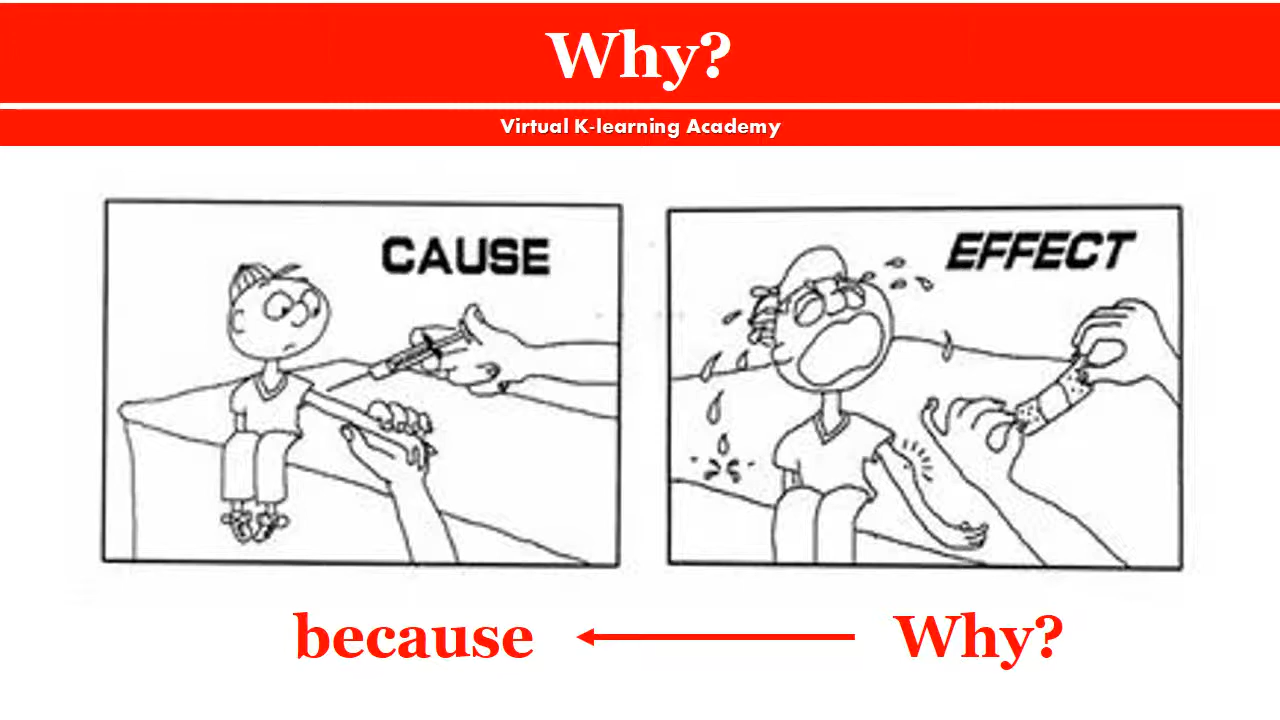 Why?
Virtual K-learning Academy
CAUSE
EFFECT
because
Why?